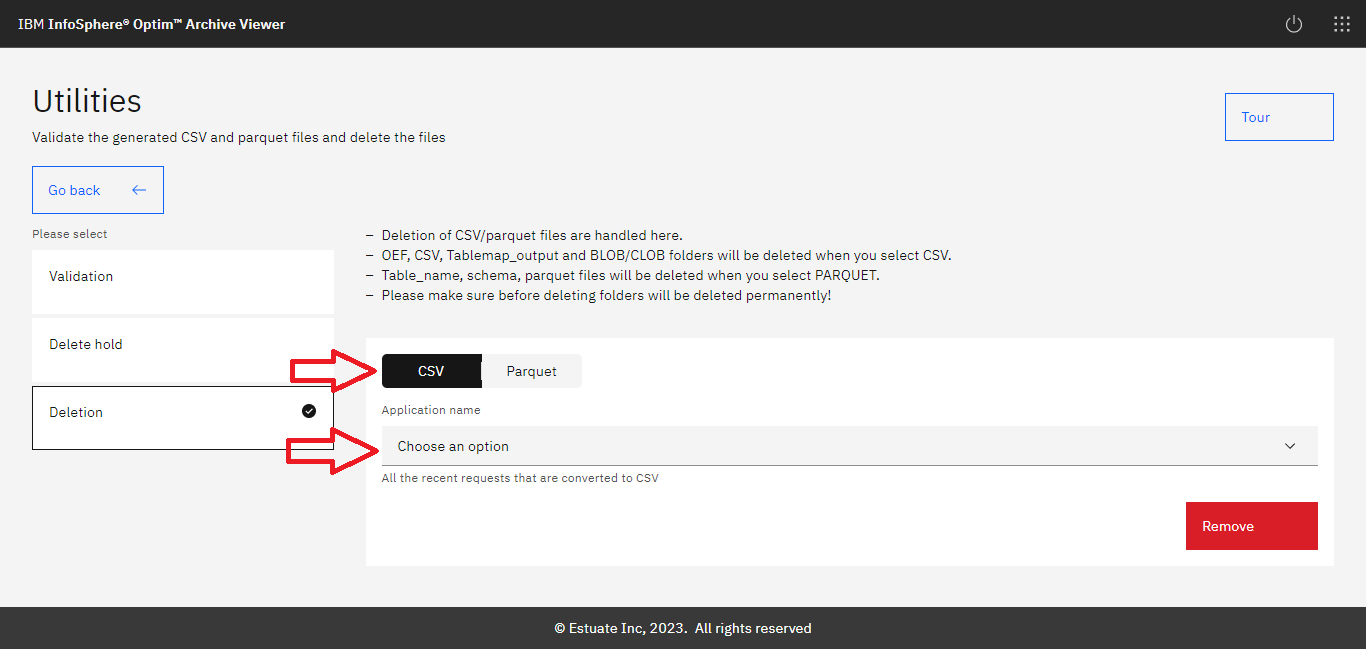 IBM InfoSphere® Optim™ Archive Viewer
Utilities
Validate the generated CSV and parquet files and delete the files
Tour
Go back
Please select
Validation
Delete hold
Deletion
– Deletion of CSV/parquet files are handled here.
– OEF, CSV, Tablemap_output and BLOB/CLOB folders will be deleted when you select CSV.
– Table_name, schema, parquet files will be deleted when you select PARQUET.
– Please make sure before deleting folders will be deleted permanently!
CSV
Parquet
Application name
Choose an option
All the recent requests that are converted to CSV
Remove
© Estuate Inc, 2023. All rights reserved